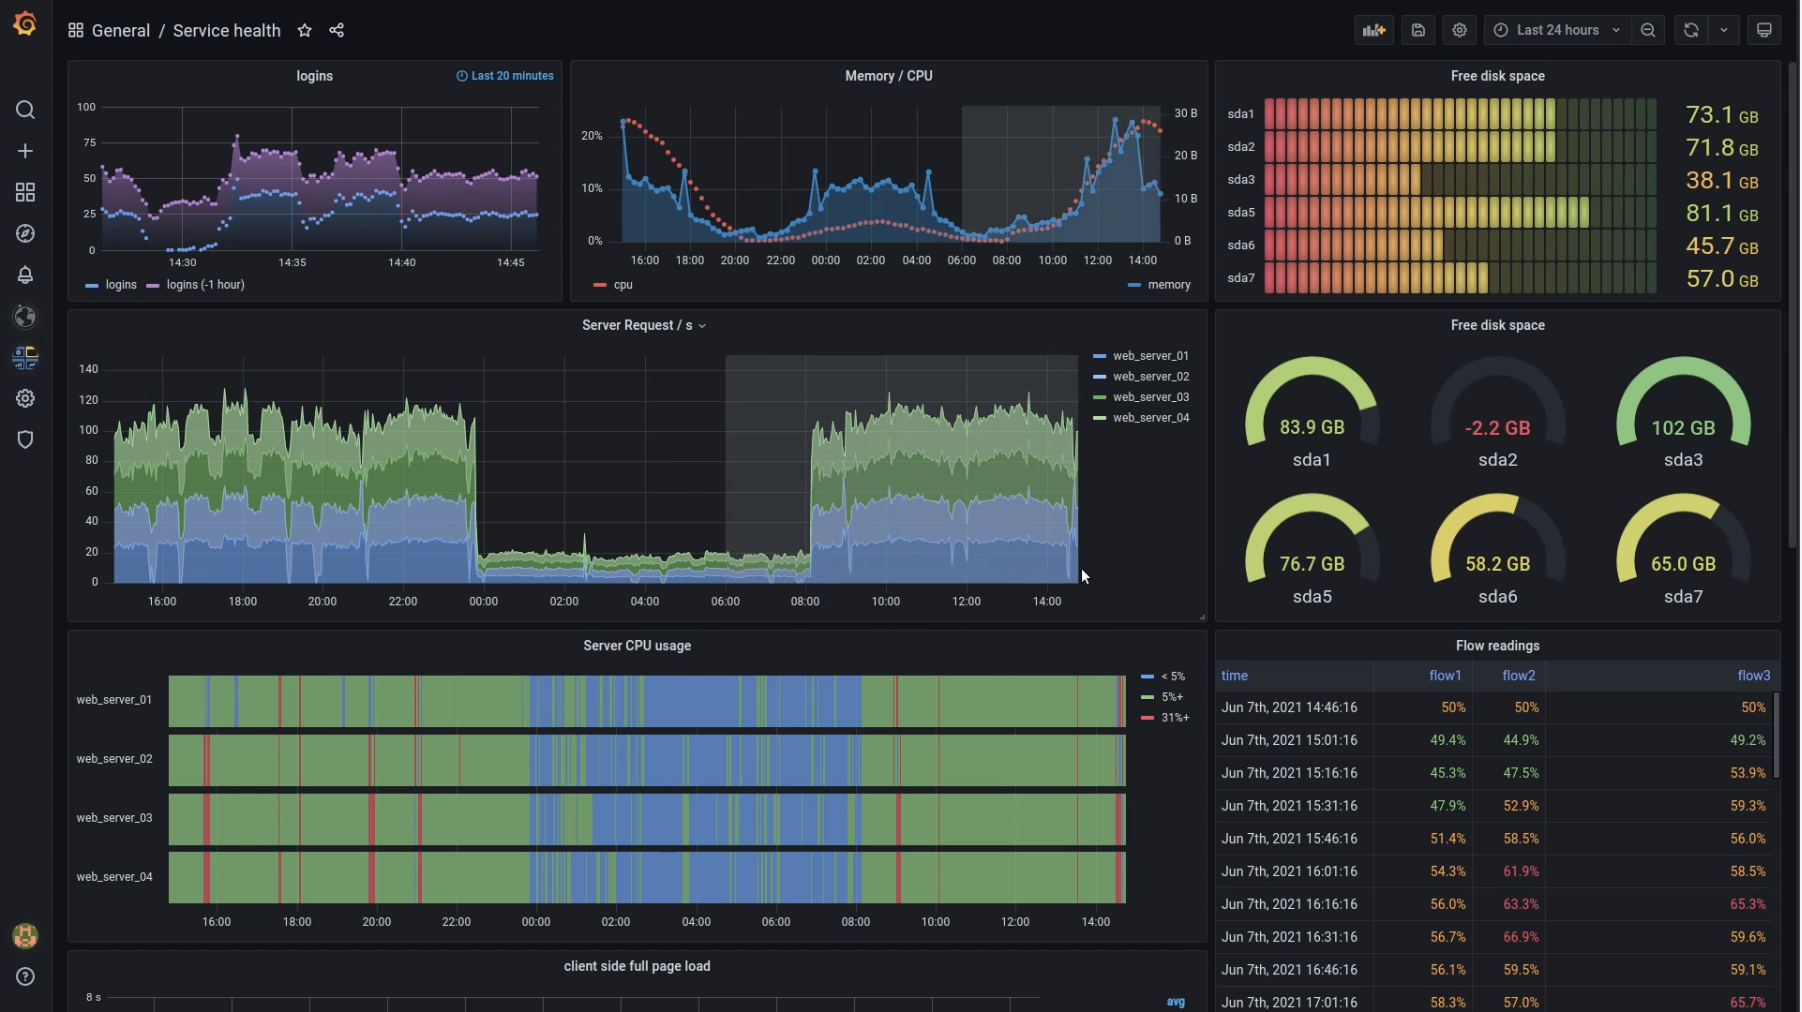 General / Service health
Last 24 hours
logins
Last 20 minutes
100
75
50
25
0
14:30 14:35 14:40 14:45
logins logins (-1 hour)
Memory / CPU
20%
10%
0%
30 B
20 B
10 B
0 B
16:00 18:00 20:00 22:00 00:00 02:00 04:00 06:00 08:00 10:00 12:00 14:00
cpu
memory
Free disk space
sda1 73.1 GB
sda2 71.8 GB
sda3 38.1 GB
sda5 81.1 GB
sda6 45.7 GB
sda7 57.0 GB
Server Request / s
140
120
100
80
60
40
20
0
16:00 18:00 20:00 22:00 00:00 02:00 04:00 06:00 08:00 10:00 12:00 14:00
web_server_01
web_server_02
web_server_03
web_server_04
Free disk space
83.9 GB -2.2 GB 102 GB
sda1 sda2 sda3
76.7 GB 58.2 GB 65.0 GB
sda5 sda6 sda7
Server CPU usage
web_server_01
web_server_02
web_server_03
web_server_04
16:00 18:00 20:00 22:00 00:00 02:00 04:00 06:00 08:00 10:00 12:00 14:00
< 5%
5%+
31%+
Flow readings
time flow1 flow2 flow3
Jun 7th, 2021 14:46:16 50% 50% 50%
Jun 7th, 2021 15:01:16 49.4% 44.9% 49.2%
Jun 7th, 2021 15:16:16 45.3% 47.5% 53.9%
Jun 7th, 2021 15:31:16 47.9% 52.9% 59.3%
Jun 7th, 2021 15:46:16 51.4% 58.5% 56.0%
Jun 7th, 2021 16:01:16 54.3% 61.9% 58.5%
Jun 7th, 2021 16:16:16 56.0% 63.3% 65.3%
Jun 7th, 2021 16:31:16 56.7% 66.9% 59.6%
Jun 7th, 2021 16:46:16 56.1% 59.5% 59.1%
Jun 7th, 2021 17:01:16 58.3% 57.0% 65.7%
client side full page load
8 s
avg